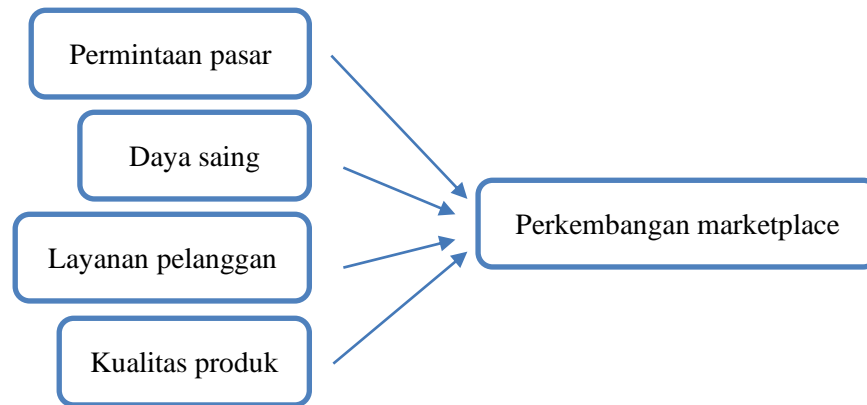 Permintaan pasar
Daya saing
Layanan pelanggan
Kualitas produk
Perkembangan marketplace